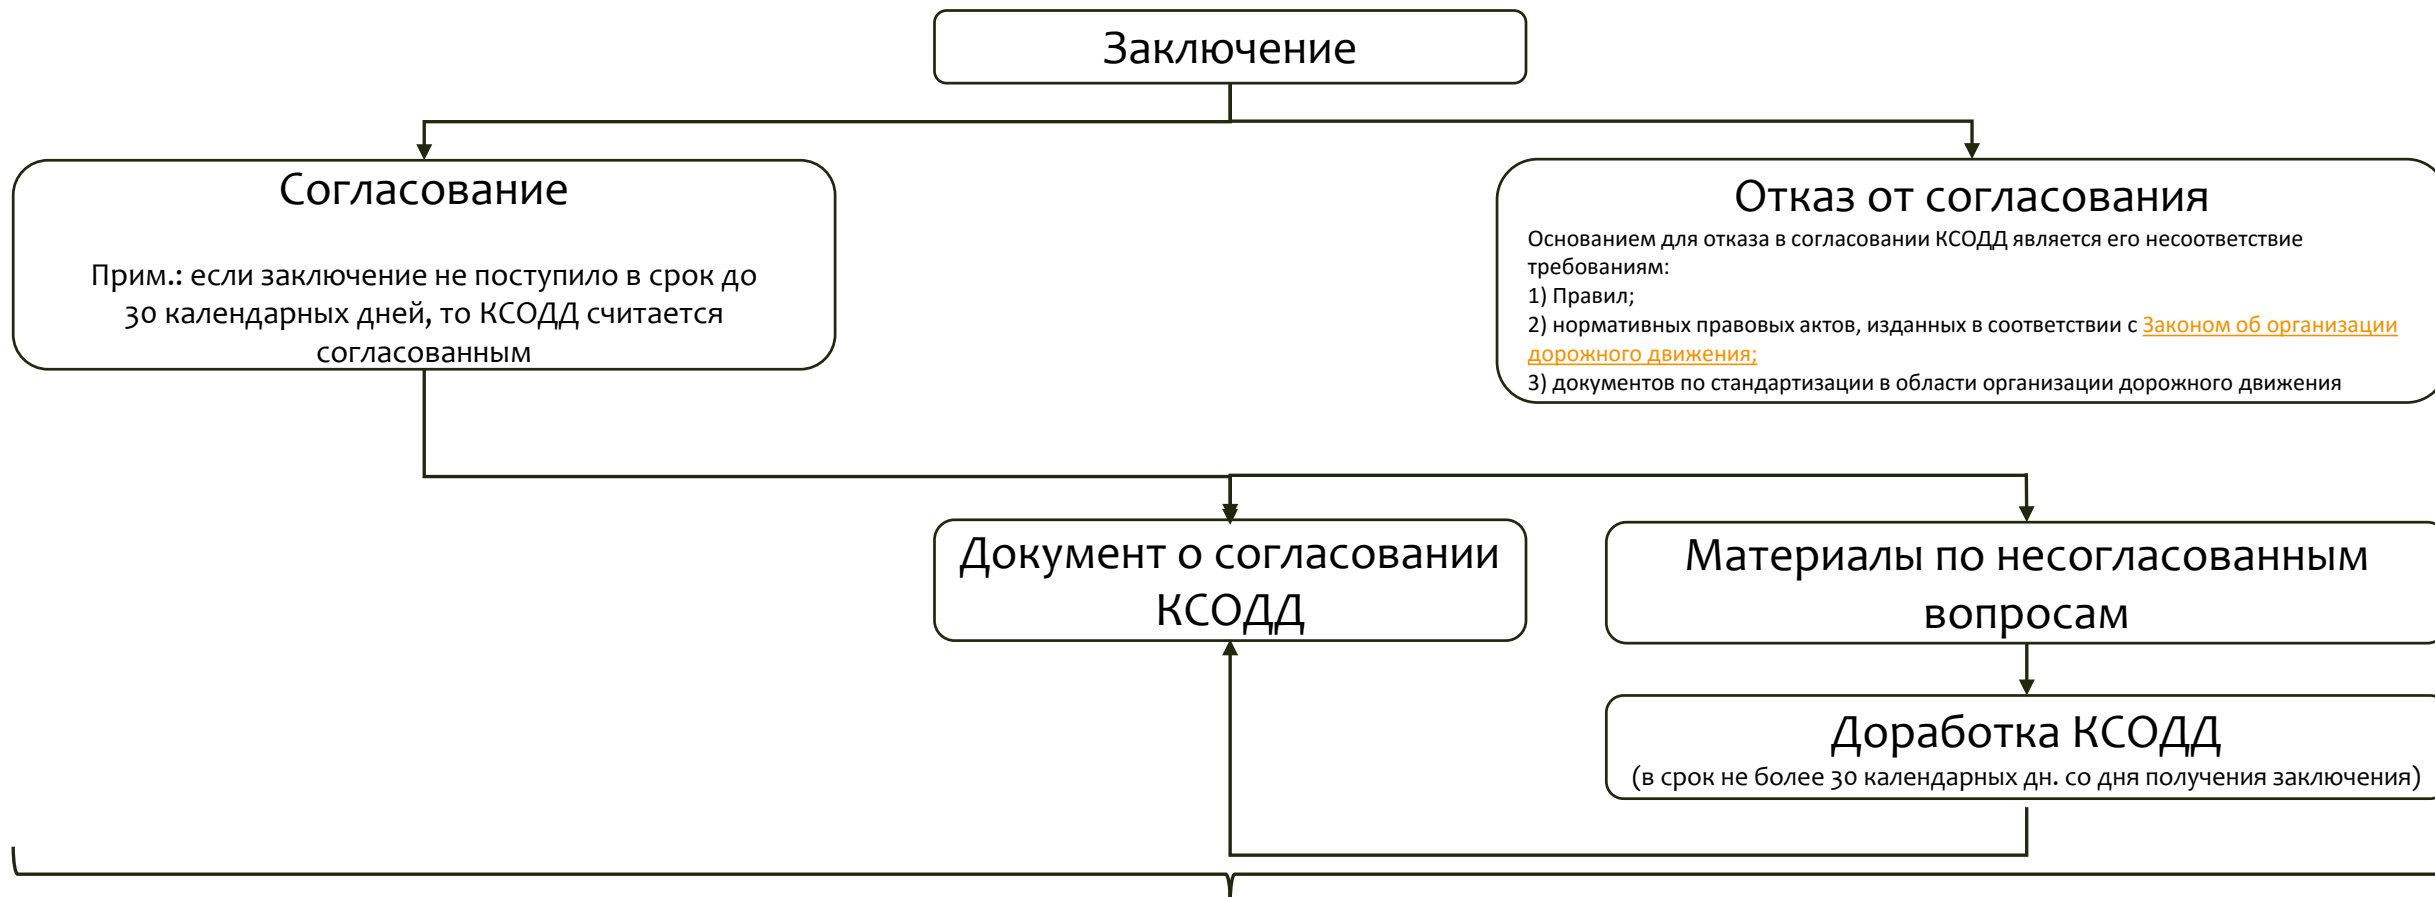 Заключение
Согласование
Прим.: если заключение не поступило в срок до
30 календарных дней, то КСОДД считается
согласованным
Отказ от согласования
Основанием для отказа в согласовании КСОДД является его несоответствие
требованиям:
1) Правил;
2) нормативных правовых актов, изданных в соответствии с Законом об организации
дорожного движения;
3) документов по стандартизации в области организации дорожного движения
Документ о согласовании
КСОДД
Материалы по несогласованным
вопросам
Доработка КСОДД
(в срок не более 30 календарных дн. со дня получения заключения)